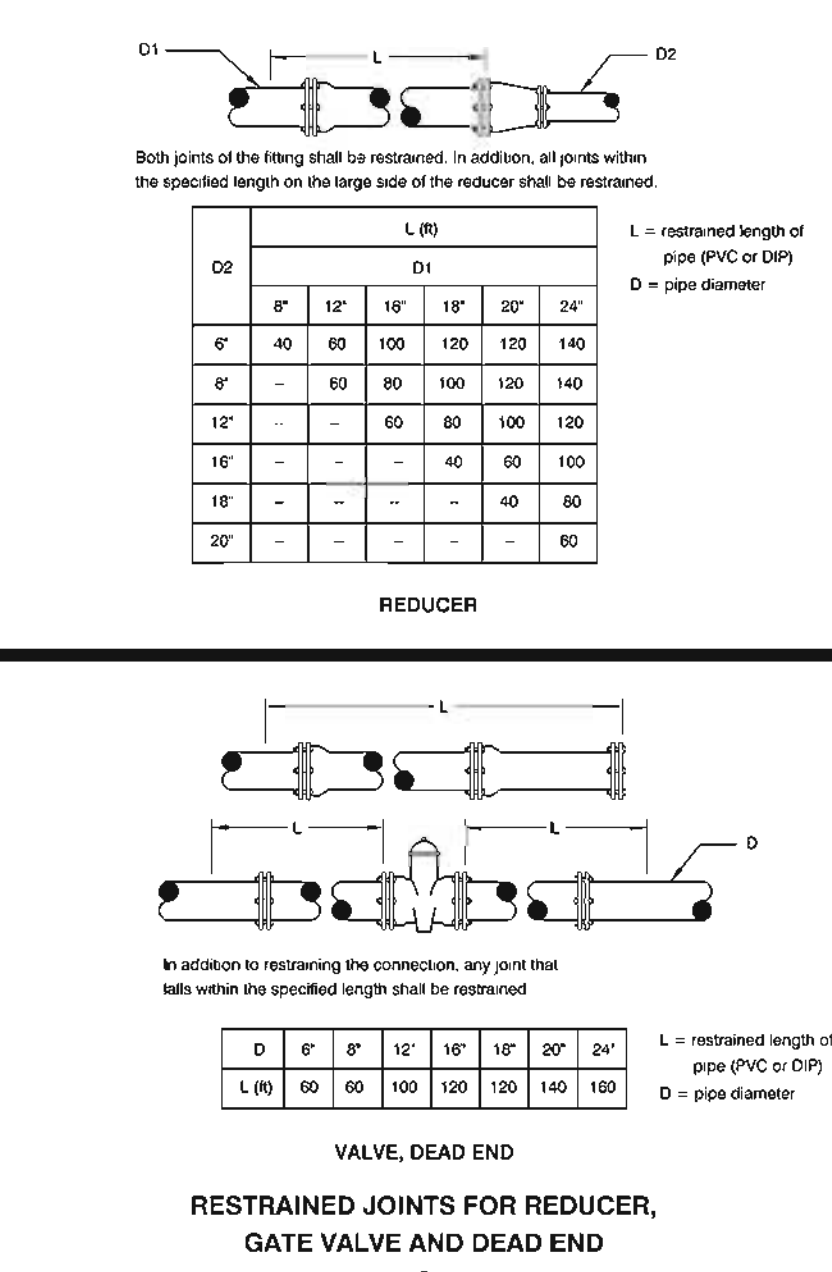 D1
L
D2
Both joints of the fitting shall be restrained. In addition, all joints within
the specified length on the large side of the reducer shall be restrained.
L (ft)
D2
D1
8" 12" 16" 18" 20" 24"
6" 40 60 100 120 120 140
8" – 60 80 100 120 140
12" -- – 60 80 100 120
16" – – – 40 60 100
18" – -- -- -- 40 80
20" – – – – – 60
L = restrained length of
pipe (PVC or DIP)
D = pipe diameter
REDUCER
L
L
L
D
In addition to restraining the connection, any joint that
falls within the specified length shall be restrained
D 6" 8" 12" 16" 18" 20" 24"
L (ft) 60 60 100 120 120 140 160
L = restrained length of
pipe (PVC or DIP)
D = pipe diameter
VALVE, DEAD END
RESTRAINED JOINTS FOR REDUCER,
GATE VALVE AND DEAD END